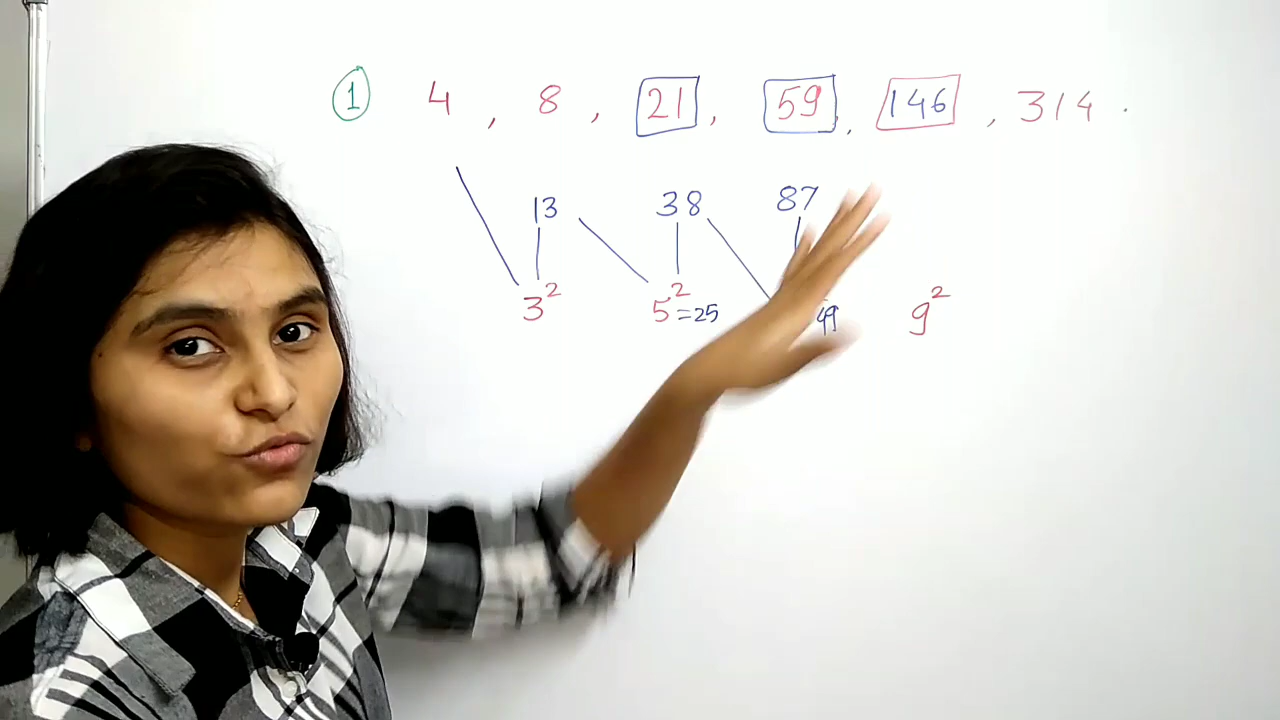 ① 4 , 8 , 21 , 59 , 146 , 314 .
13 38 87
3² 5² =25 49 9²